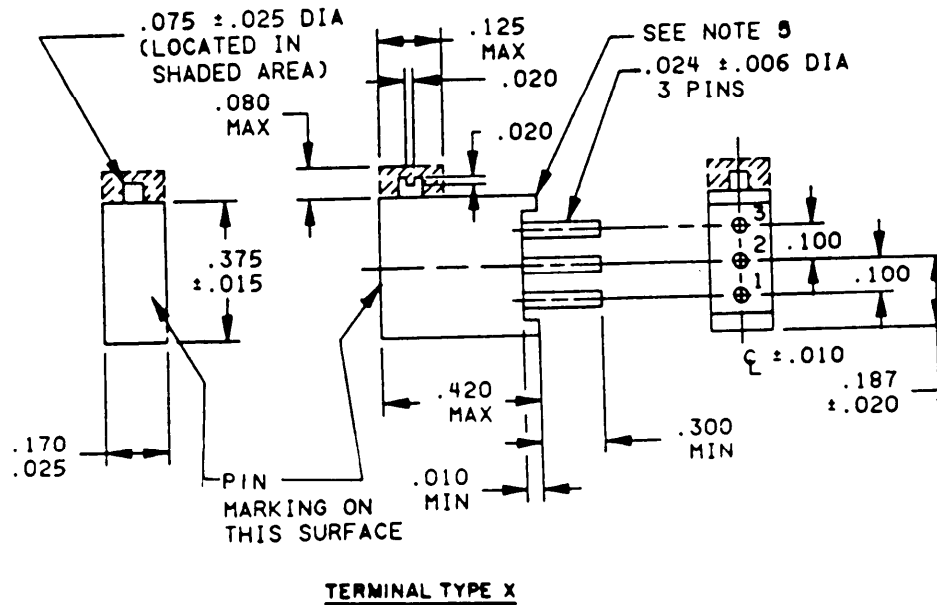 .075 ±.025 DIA
(LOCATED IN
SHADED AREA)
.125
MAX
.020
.080
MAX
.020
SEE NOTE 5
.024 ±.006 DIA
3 PINS
3
2
1
.100
.100
.375
±.015
℄ ±.010
.187
±.020
.420
MAX
.300
MIN
.010
MIN
.170
.025
PIN
MARKING ON
THIS SURFACE
TERMINAL TYPE X